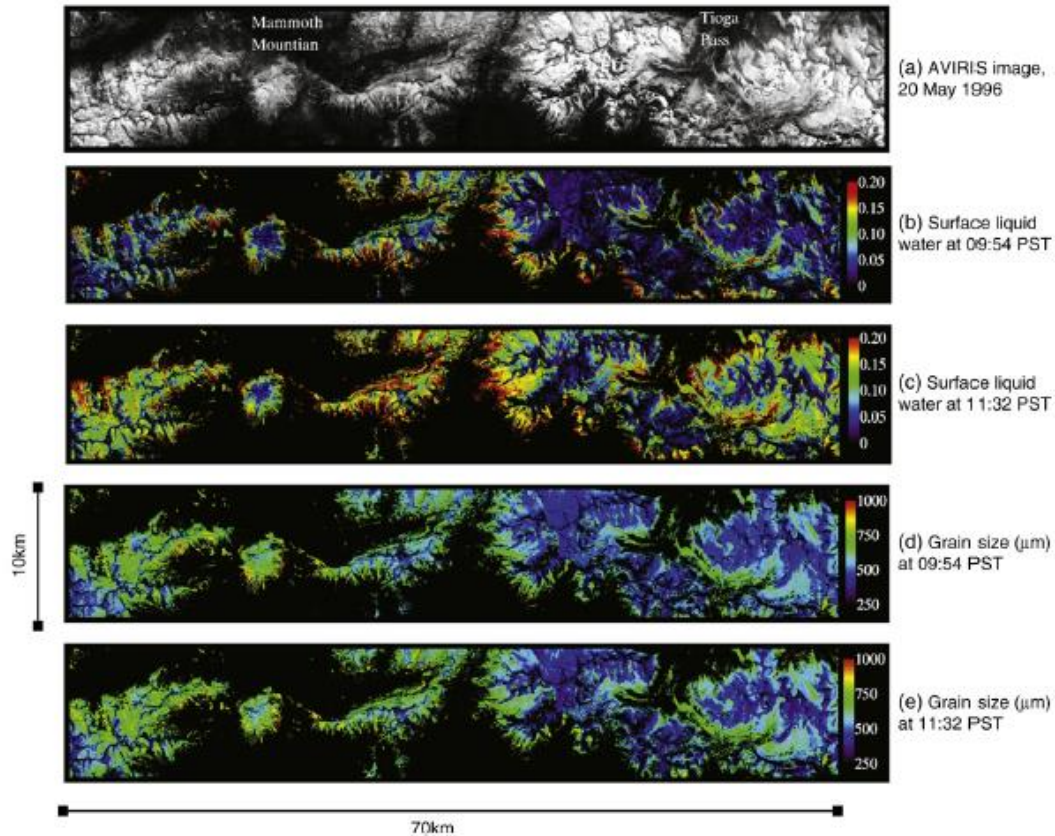 Mammoth
Mountian
Tioga
Pass
(a) AVIRIS image,
20 May 1996
0.20
0.15
0.10
0.05
0
(b) Surface liquid
water at 09:54 PST
0.20
0.15
0.10
0.05
0
(c) Surface liquid
water at 11:32 PST
10km
1000
750
500
250
(d) Grain size (μm)
at 09:54 PST
1000
750
500
250
(e) Grain size (μm)
at 11:32 PST
70km